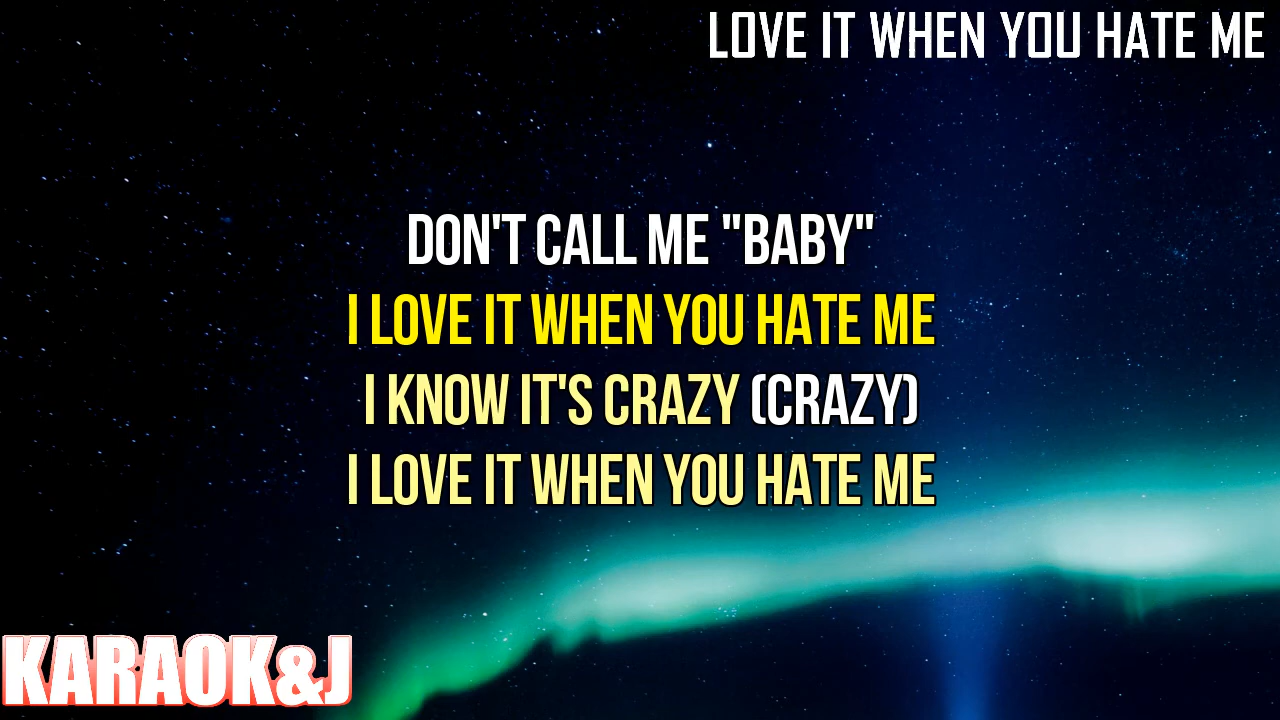 LOVE IT WHEN YOU HATE ME
DON'T CALL ME "BABY"
I LOVE IT WHEN YOU HATE ME
I KNOW IT'S CRAZY (CRAZY)
I LOVE IT WHEN YOU HATE ME
KARAOK&J